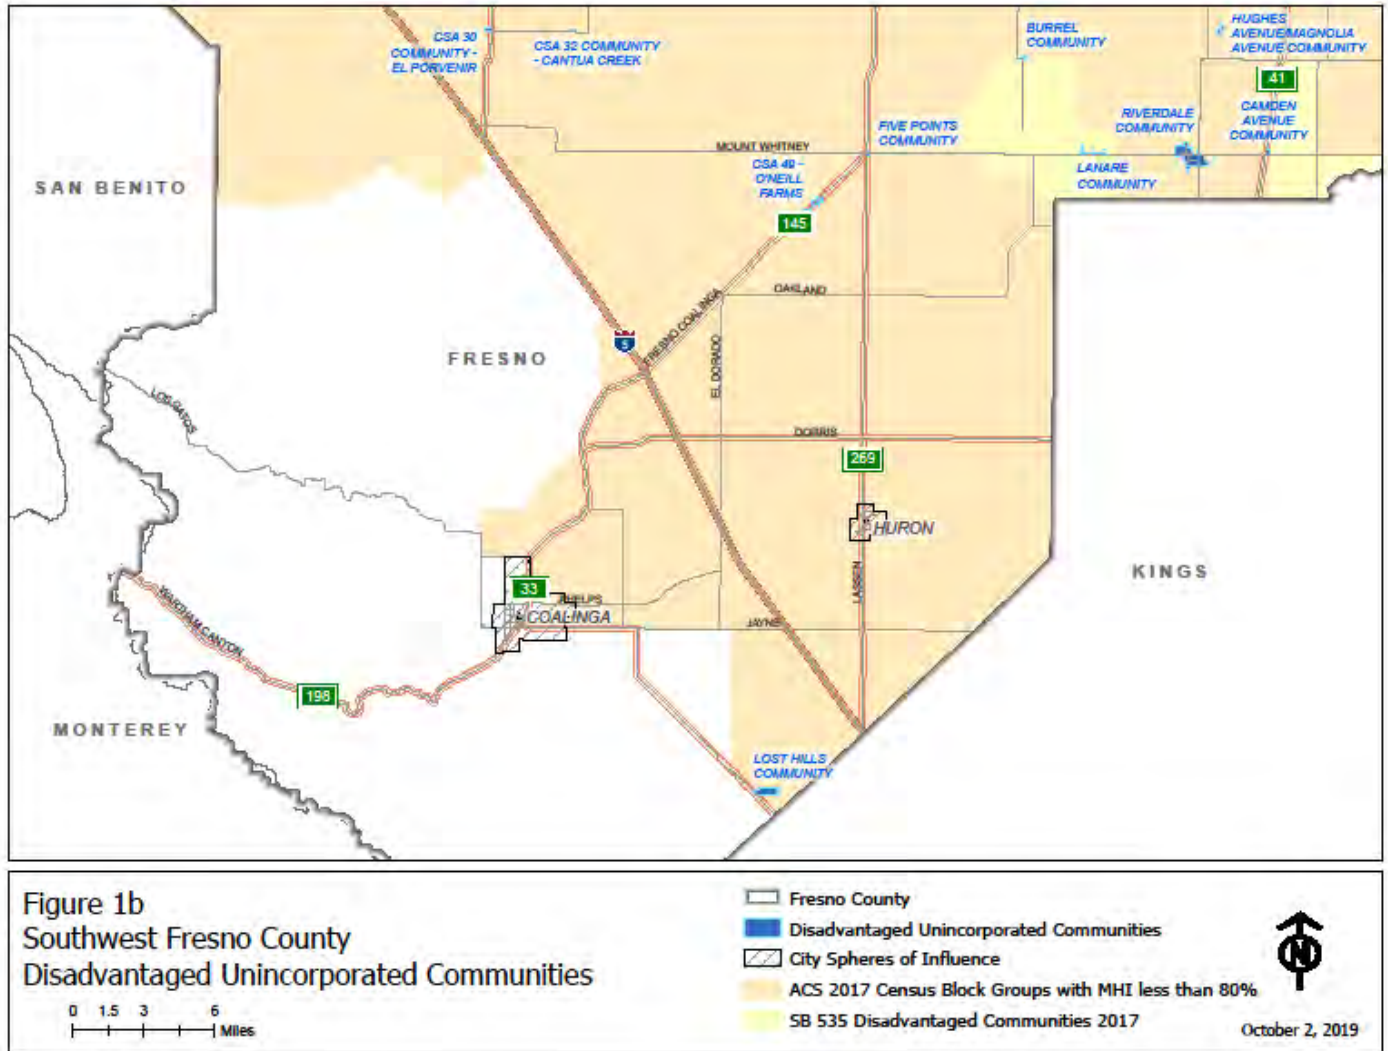 CSA 30
COMMUNITY -
EL PORVENIR
CSA 32 COMMUNITY
- CANTUA CREEK
BURREL
COMMUNITY
HUGHES
AVENUE/MAGNOLIA
AVENUE COMMUNITY
41
RIVERDALE
COMMUNITY
CAMDEN
AVENUE
COMMUNITY
FIVE POINTS
COMMUNITY
MOUNT WHITNEY
CSA 49 -
O'NEILL
FARMS
LANARE
COMMUNITY
SAN BENITO
145
OAKLAND
FRESNO COALINGA
5
FRESNO
EL DORADO
LOS GATOS
DORRIS
269
HURON
KINGS
LASSEN
33
PHELPS
COALINGA
JAYNE
WARTHAM CANYON
198
MONTEREY
LOST HILLS
COMMUNITY
Figure 1b
Southwest Fresno County
Disadvantaged Unincorporated Communities
0 1.5 3 6
Miles
Fresno County
Disadvantaged Unincorporated Communities
City Spheres of Influence
ACS 2017 Census Block Groups with MHI less than 80%
SB 535 Disadvantaged Communities 2017
N
October 2, 2019